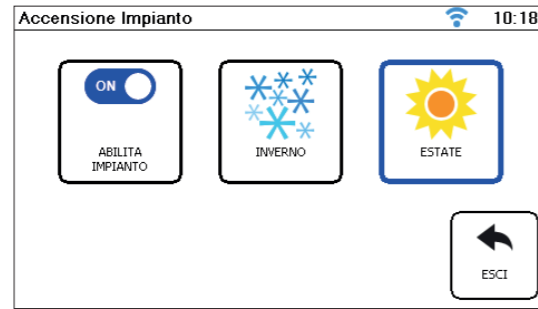 Accensione Impianto
10:18
ON
ABILITA
IMPIANTO
INVERNO
ESTATE
ESCI